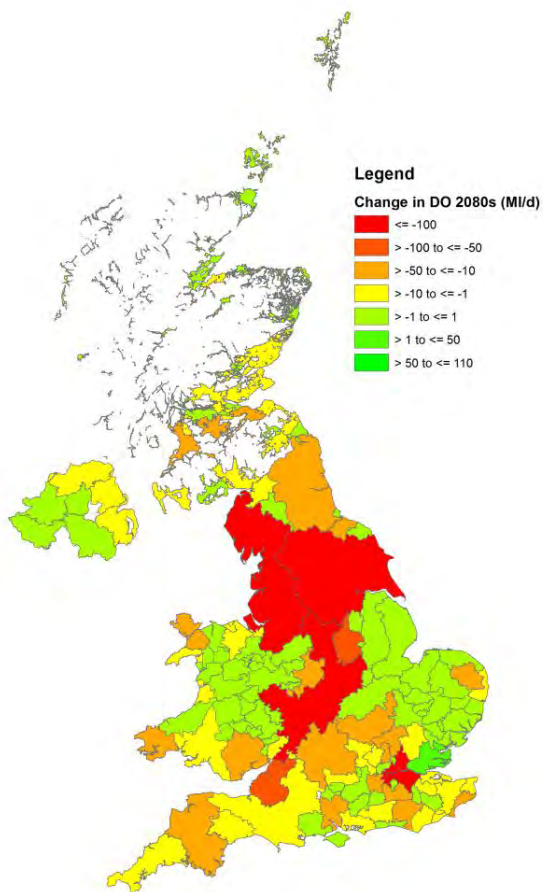 Legend
Change in DO 2080s (Ml/d)
<= -100
> -100 to <= -50
> -50 to <= -10
> -10 to <= -1
> -1 to <= 1
> 1 to <= 50
> 50 to <= 110